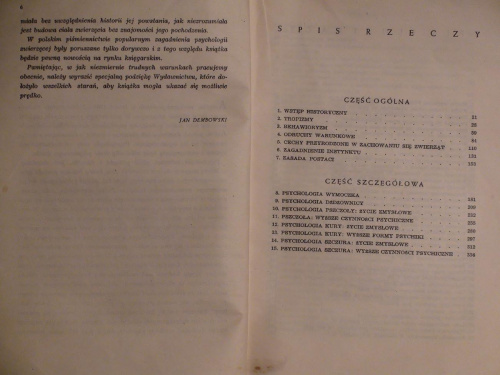 6
miała bez uwzględnienia historii jej powstania, jak niezrozumiała
jest budowa ciała zwierzęcia bez znajomości jego pochodzenia.
W polskim piśmiennictwie popularnym zagadnienia psychologii
zwierzęcej były poruszane tylko dorywczo i z tego względu książka
będzie pewną nowością na rynku księgarskim.
Pamiętając, w jak niezmiernie trudnych warunkach pracujemy
obecnie, należy wyrazić specjalną podziękę Wydawnictwu, które do-
łożyło wszelkich starań, aby książka mogła ukazać się możliwie
prędko.
JAN DEMBOWSKI
SPIS RZECZY
CZĘŚĆ OGÓLNA
1. WSTĘP HISTORYCZNY
2. TROPIZMY
3. BEHAWIORYZM
4. ODRUCHY WARUNKOWE
5. CECHY PRZYRODZONE W ZACHOWANIU SIĘ ZWIERZĄT
6. ZAGADNIENIE INSTYNKTU
7. ZASADA POSTACI
CZĘŚĆ SZCZEGÓŁOWA
8. PSYCHOLOGIA WYMOCZKA
9. PSYCHOLOGIA DŻDŻOWNICY
10. PSYCHOLOGIA PSZCZOŁY: ŻYCIE ZMYSŁOWE
11. PSZCZOŁA: WYŻSZE CZYNNOŚCI PSYCHICZNE
12. PSYCHOLOGIA KURY: ŻYCIE ZMYSŁOWE
13. PSYCHOLOGIA KURY: WYŻSZE FORMY PSYCHIKI
14. PSYCHOLOGIA SZCZURA: ŻYCIE ZMYSŁOWE
15. PSYCHOLOGIA SZCZURA: WYŻSZE CZYNNOŚCI PSYCHICZNE